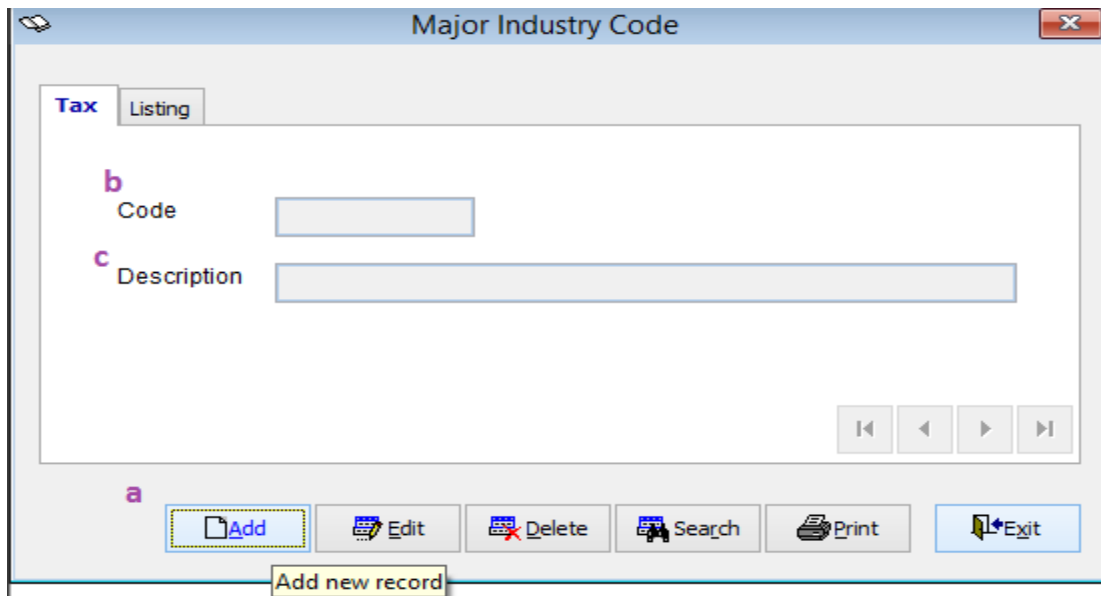 Major Industry Code
Tax Listing
b
Code
c
Description
a
Add Edit Delete Search Print Exit
Add new record